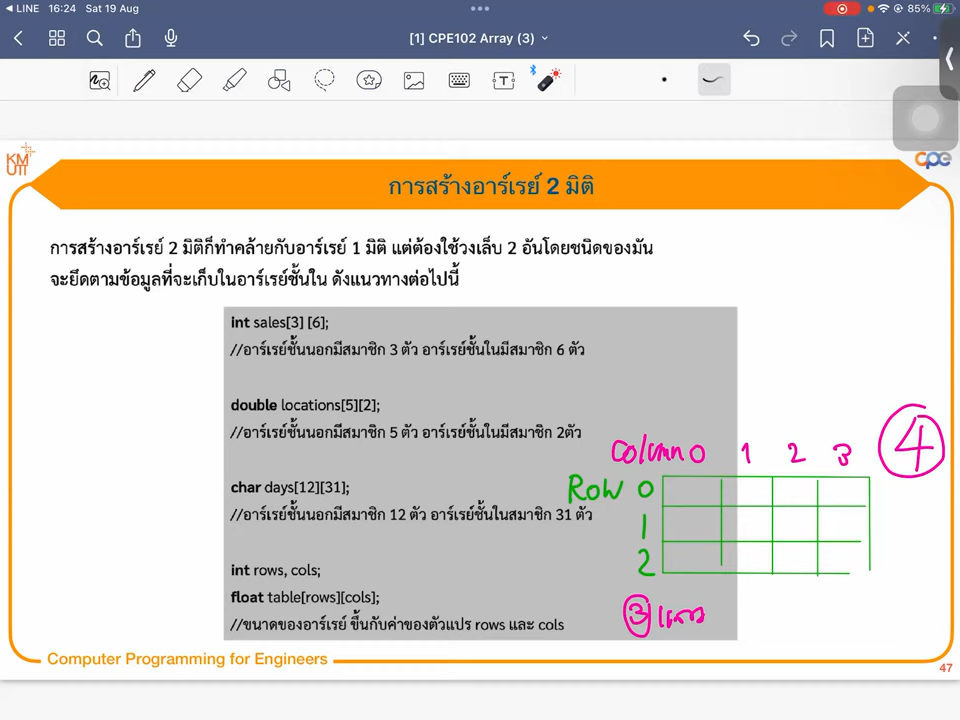 LINE 16:24 Sat 19 Aug
85%
[1] CPE102 Array (3)
KM
UTT
cpe
การสร้างอาร์เรย์ 2 มิติ
การสร้างอาร์เรย์ 2 มิติก็ทำคล้ายกับอาร์เรย์ 1 มิติ แต่ต้องใช้วงเล็บ 2 อันโดยชนิดของมัน
จะยึดตามข้อมูลที่จะเก็บในอาร์เรย์ชั้นใน ดังแนวทางต่อไปนี้
int sales[3] [6];
//อาร์เรย์ชั้นนอกมีสมาชิก 3 ตัว อาร์เรย์ชั้นในมีสมาชิก 6 ตัว
double locations[5][2];
//อาร์เรย์ชั้นนอกมีสมาชิก 5 ตัว อาร์เรย์ชั้นในมีสมาชิก 2ตัว
char days[12][31];
//อาร์เรย์ชั้นนอกมีสมาชิก 12 ตัว อาร์เรย์ชั้นในสมาชิก 31 ตัว
int rows, cols;
float table[rows][cols];
//ขนาดของอาร์เรย์ ขึ้นกับค่าของตัวแปร rows และ cols
column 0 1 2 3 4
Row 0
1
2
3 แถว
Computer Programming for Engineers
47